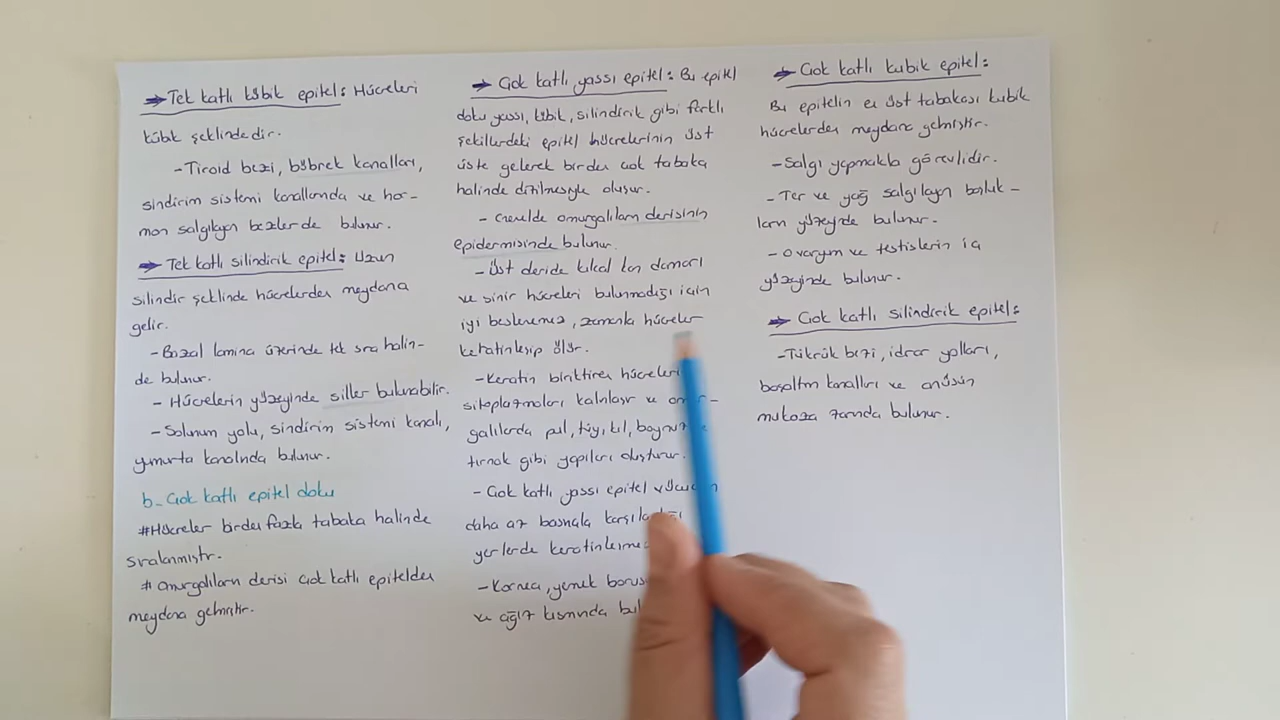 → Tek katlı kübik epitel: Hücreleri
kübik şeklindedir.
- Tiroid bezi, böbrek kanalları,
sindirim sistemi kanallarında ve hor-
mon salgılayan bezlerde bulunur.
→ Tek katlı silindirik epitel: Uzun
silindir şeklinde hücrelerden meydana
gelir.
- Bazal lamina üzerinde tek sıra halin-
de bulunur.
- Hücrelerin yüzeyinde siller bulunabilir.
- Solunum yolu, sindirim sistemi kanalı,
yumurta kanalında bulunur.
b- Çok katlı epitel doku
#Hücreler birden fazla tabaka halinde
sıralanmıştır.
# Omurgalıların derisi çok katlı epitelden
meydana gelmiştir.
→ Çok katlı yassı epitel: Bu epitel
doku yassı, kübik, silindirik gibi farklı
şekillerdeki epitel hücrelerinin üst
üste gelerek birden çok tabaka
halinde dizilmesiyle oluşur.
- Genelde omurgalıların derisinin
epidermisinde bulunur.
- Üst deride kılcal kan damarı
ve sinir hücreleri bulunmadığı için
iyi beslenemez, zamanla hücreler
keratinleşip ölür.
- Keratin biriktiren hücrelerin
sitoplazmaları kalınlaşır ve
galılarda pul, tüy, kıl, boynuz
tırnak gibi yapıları oluşturur.
- Çok katlı yassı epitel
daha az basınçla
yerlerde
- Kornea, yemek
ve ağız kısmında
→ Çok katlı kübik epitel:
Bu epitelin en üst tabakası kübik
hücrelerden meydana gelmiştir.
- Salgı yapmakla görevlidir.
- Ter ve yağ salgılayan boşluk-
ların yüzeyinde bulunur.
- Ovaryum ve testislerin iç
yüzeyinde bulunur.
→ Çok katlı silindirik epitel:
- Tükrük bezi, idrar yolları,
boşaltım kanalları ve anüsün
mukoza zarında bulunur.